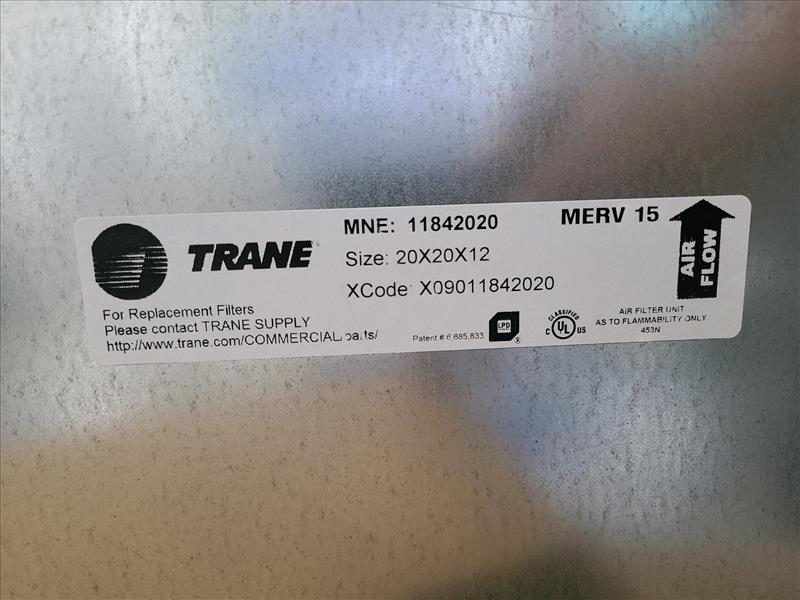 TRANE
MNE: 11842020
MERV 15
Size: 20X20X12
XCode: X09011842020
AIR
FLOW
For Replacement Filters
Please contact TRANE SUPPLY
http://www.trane.com/COMMERCIAL/parts/
Patent # 6,685,833
LPD
®
CLASSIFIED
C UL US
AIR FILTER UNIT
AS TO FLAMMABILITY ONLY
453N